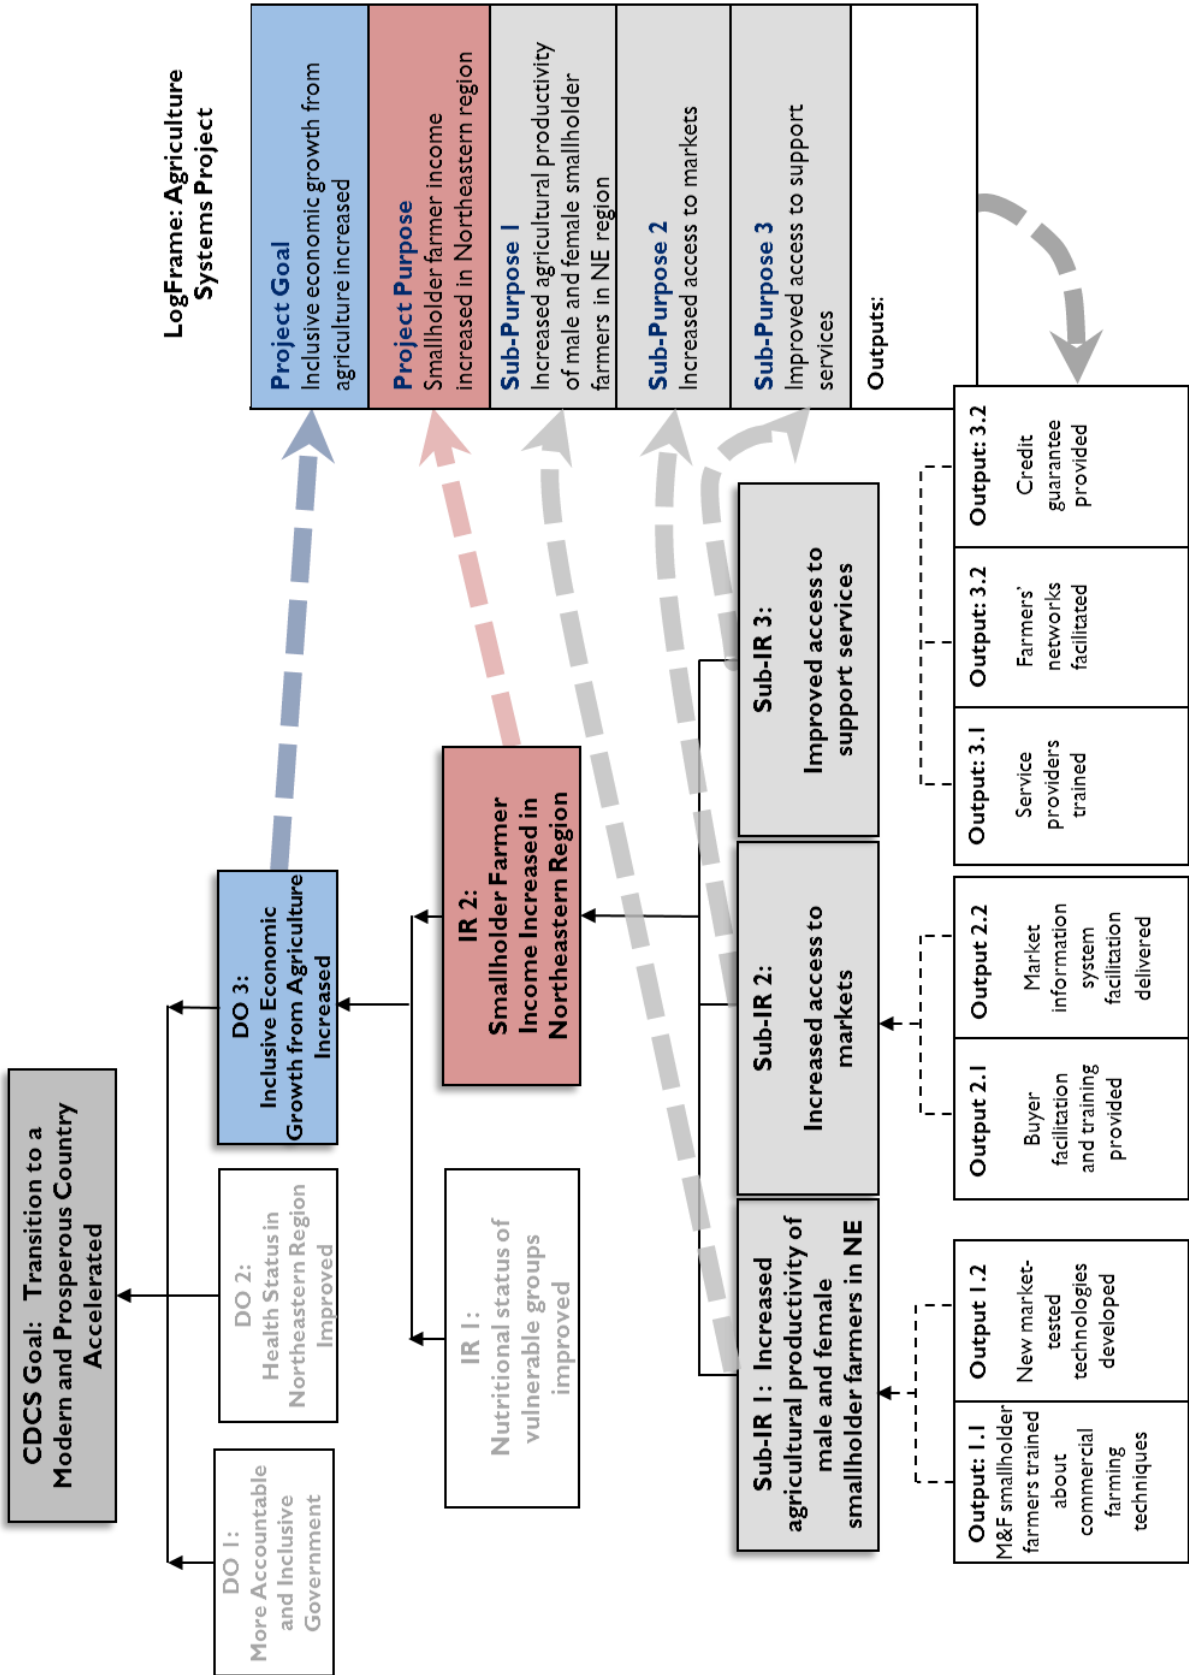 CDCS Goal:  Transition to a
Modern and Prosperous Country
Accelerated
DO 1:
More Accountable
and Inclusive
Government
DO 2:
Health Status in
Northeastern Region
Improved
DO 3:
Inclusive Economic
Growth from Agriculture
Increased
IR 1:
Nutritional status of
vulnerable groups
improved
IR 2:
Smallholder Farmer
Income Increased in
Northeastern Region
Sub-IR 1:  Increased
agricultural productivity of
male and female
smallholder farmers in NE
Sub-IR 2:
Increased access to
markets
Sub-IR 3:
Improved access to
support services
Output: 1.1
M&F smallholder
farmers trained
about
commercial
farming
techniques
Output 1.2
New market-
tested
technologies
developed
Output 2.1
Buyer
facilitation
and training
provided
Output 2.2
Market
information
system
facilitation
delivered
Output: 3.1
Service
providers
trained
Output: 3.2
Farmers'
networks
facilitated
Output: 3.2
Credit
guarantee
provided
LogFrame: Agriculture
Systems Project
Project Goal
Inclusive economic growth from
agriculture increased
Project Purpose
Smallholder farmer income
increased in Northeastern region
Sub-Purpose 1
Increased agricultural productivity
of male and female smallholder
farmers in NE region
Sub-Purpose 2
Increased access to markets
Sub-Purpose 3
Improved access to support
services
Outputs: